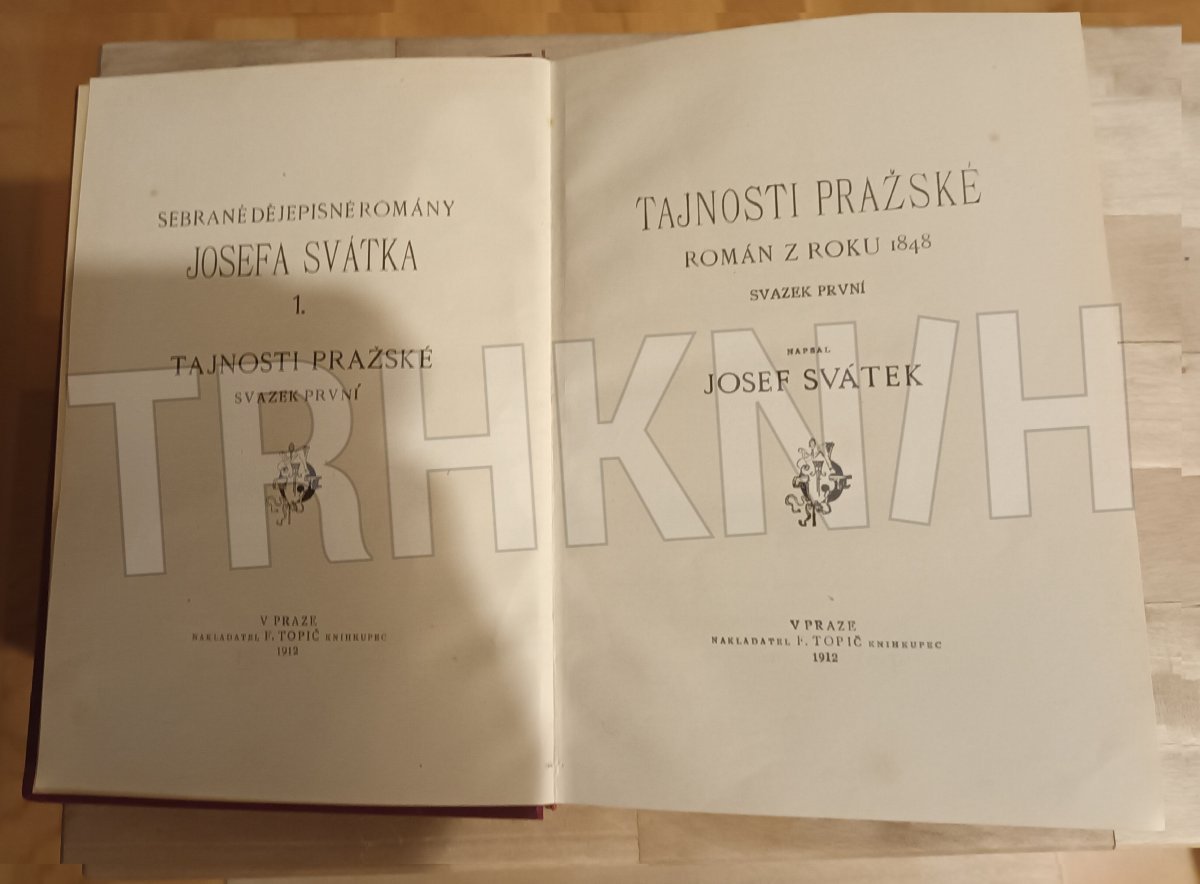 SEBRANÉ DĚJEPISNÉ ROMÁNY
JOSEFA SVÁTKA
1.
TAJNOSTI PRAŽSKÉ
SVAZEK PRVNÍ
V PRAZE
NAKLADATEL F. TOPIČ KNIHKUPEC
1912
TAJNOSTI PRAŽSKÉ
ROMÁN Z ROKU 1848
SVAZEK PRVNÍ
NAPSAL
JOSEF SVÁTEK
V PRAZE
NAKLADATEL F. TOPIČ KNIHKUPEC
1912
TRHKN/H